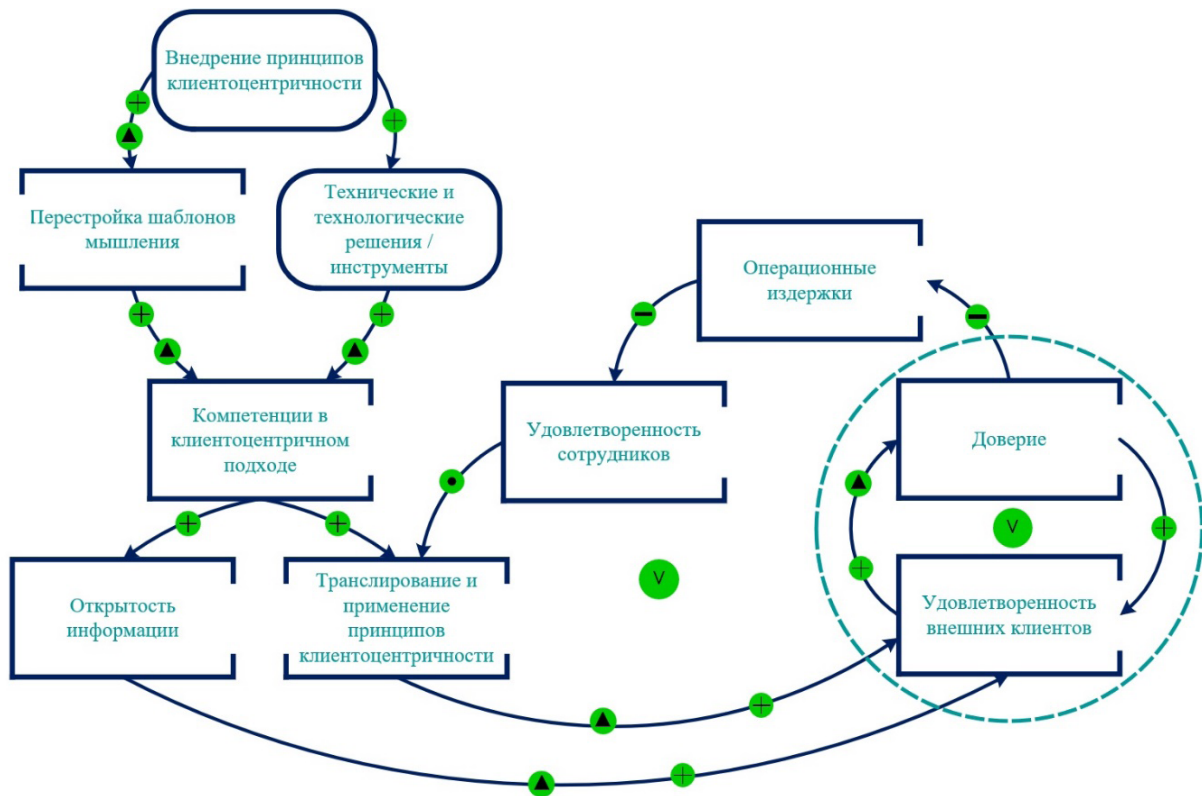 Внедрение принципов
клиентоцентричности
Перестройка шаблонов
мышления
Технические и
технологические
решения /
инструменты
Операционные
издержки
Компетенции в
клиентоцентричном
подходе
Удовлетворенность
сотрудников
Доверие
V
Открытость
информации
Транслирование и
применение
принципов
клиентоцентричности
V
Удовлетворенность
внешних клиентов